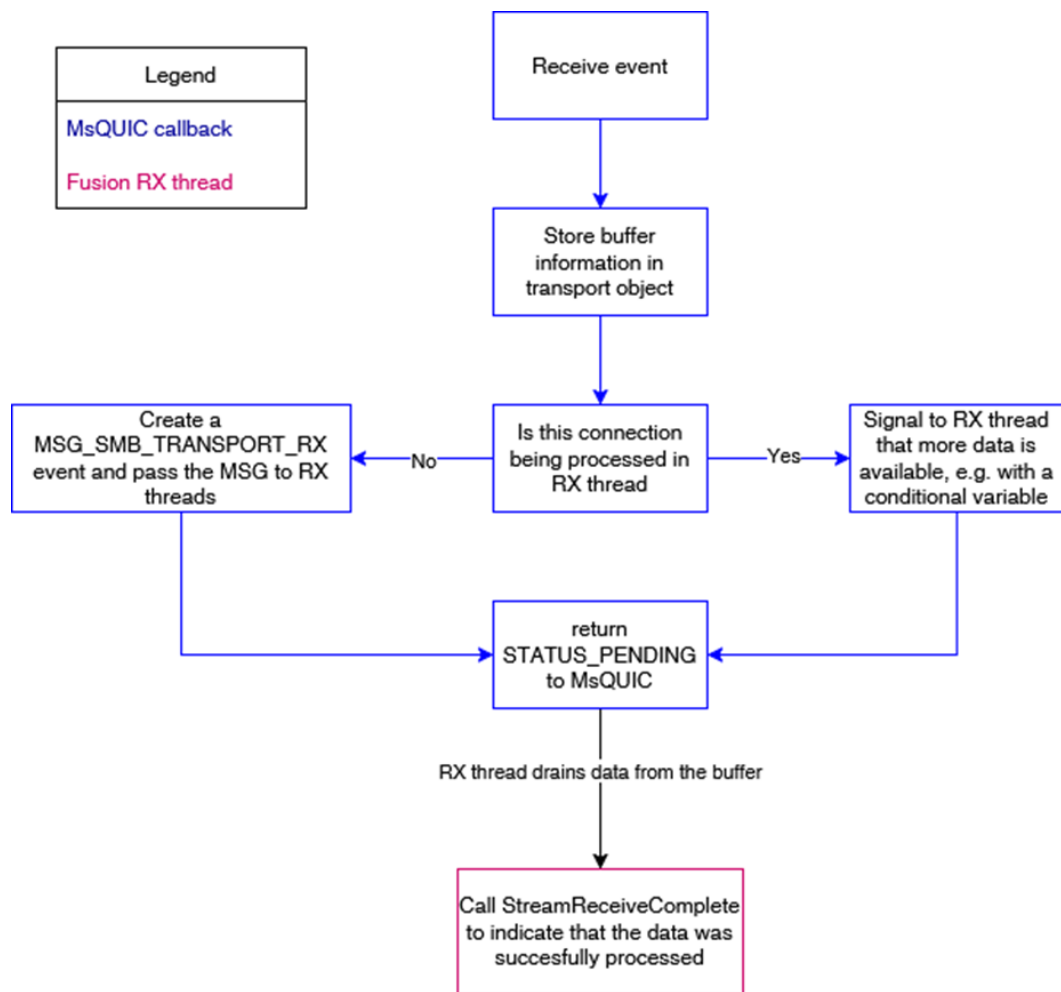 Legend
MsQUIC callback
Fusion RX thread
Receive event
Store buffer
information in
transport object
Create a
MSG_SMB_TRANSPORT_RX
event and pass the MSG to RX
threads
No
Is this connection
being processed in
RX thread
Yes
Signal to RX thread
that more data is
available, e.g. with a
conditional variable
return
STATUS_PENDING
to MsQUIC
RX thread drains data from the buffer
Call StreamReceiveComplete
to indicate that the data was
succesfully processed